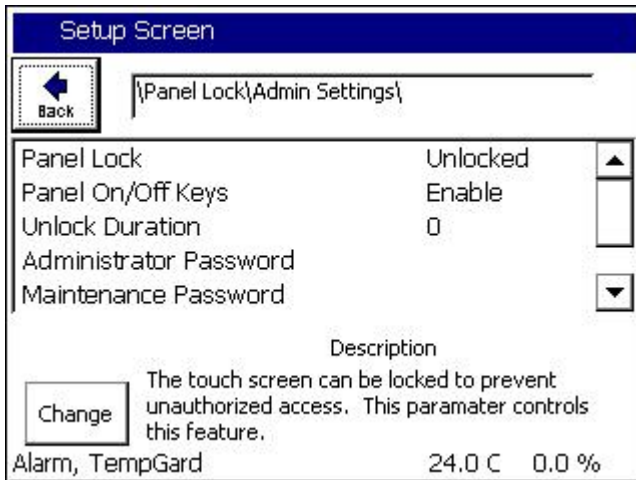 Setup Screen
Back
\Panel Lock\Admin Settings\
Panel Lock Unlocked
Panel On/Off Keys Enable
Unlock Duration 0
Administrator Password
Maintenance Password
Description
The touch screen can be locked to prevent
unauthorized access. This paramater controls
this feature.
Change
Alarm, TempGard 24.0 C 0.0 %